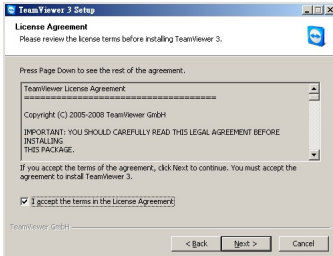 TeamViewer 3 Setup
License Agreement
Please review the license terms before installing TeamViewer 3.
Press Page Down to see the rest of the agreement.
TeamViewer License Agreement
=====================================
Copyright (C) 2005-2008 TeamViewer GmbH
IMPORTANT: YOU SHOULD CAREFULLY READ THIS LEGAL AGREEMENT BEFORE
INSTALLING
THIS PACKAGE.
If you accept the terms of the agreement, click Next to continue. You must accept the
agreement to install TeamViewer 3.
I accept the terms in the License Agreement
TeamViewer GmbH
< Back Next > Cancel